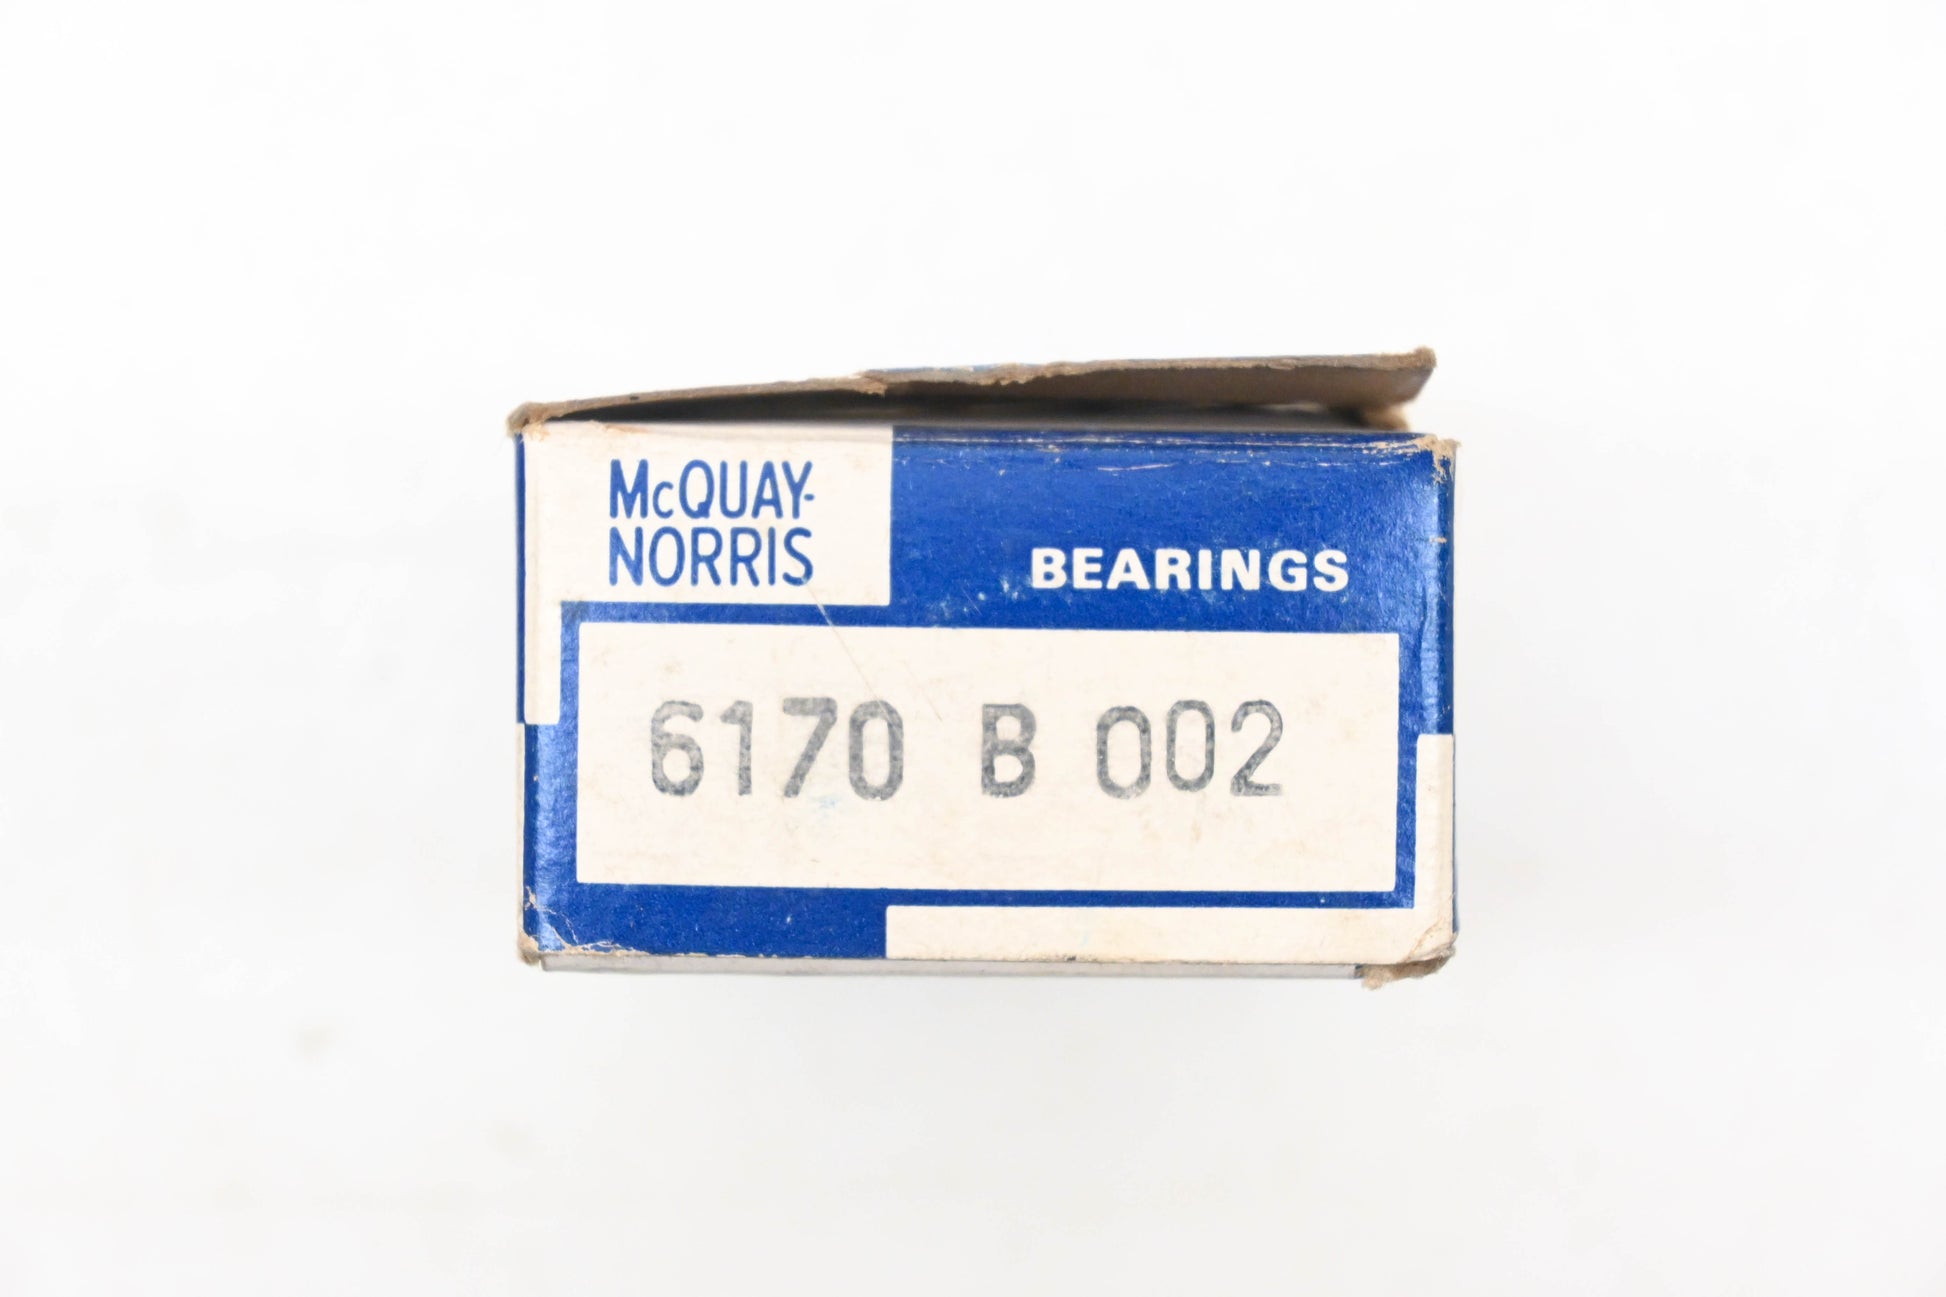 McQUAY-
NORRIS
BEARINGS
6170 B 002